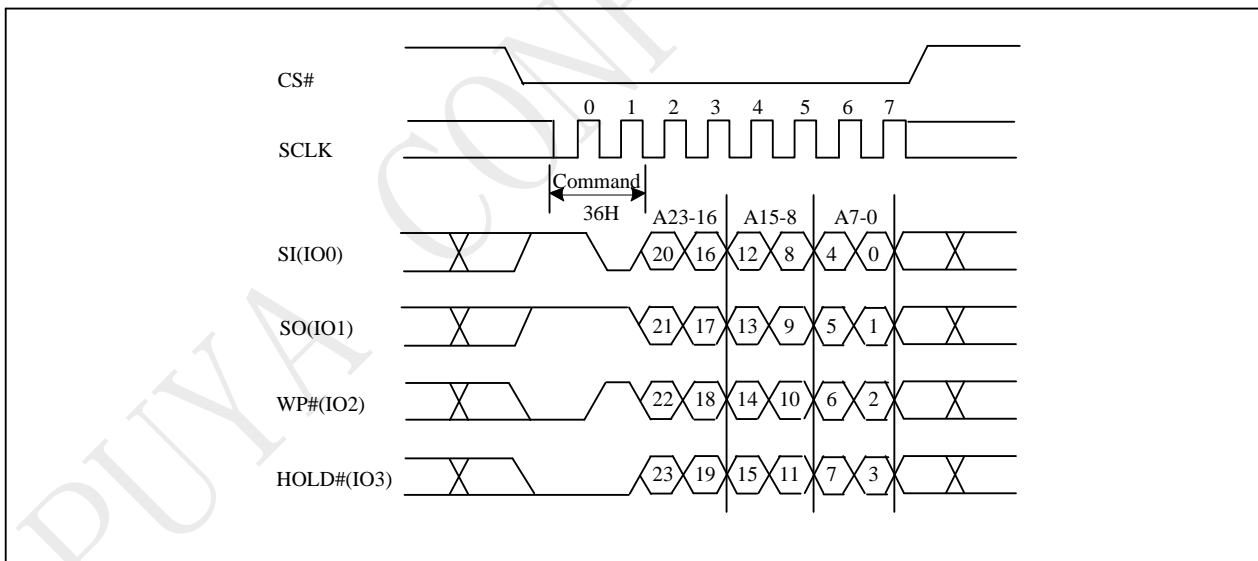 CS#
0 1 2 3 4 5 6 7
SCLK
Command
36H
A23-16 A15-8 A7-0
SI(IO0) 20 16 12 8 4 0
SO(IO1) 21 17 13 9 5 1
WP#(IO2) 22 18 14 10 6 2
HOLD#(IO3) 23 19 15 11 7 3
PUYA